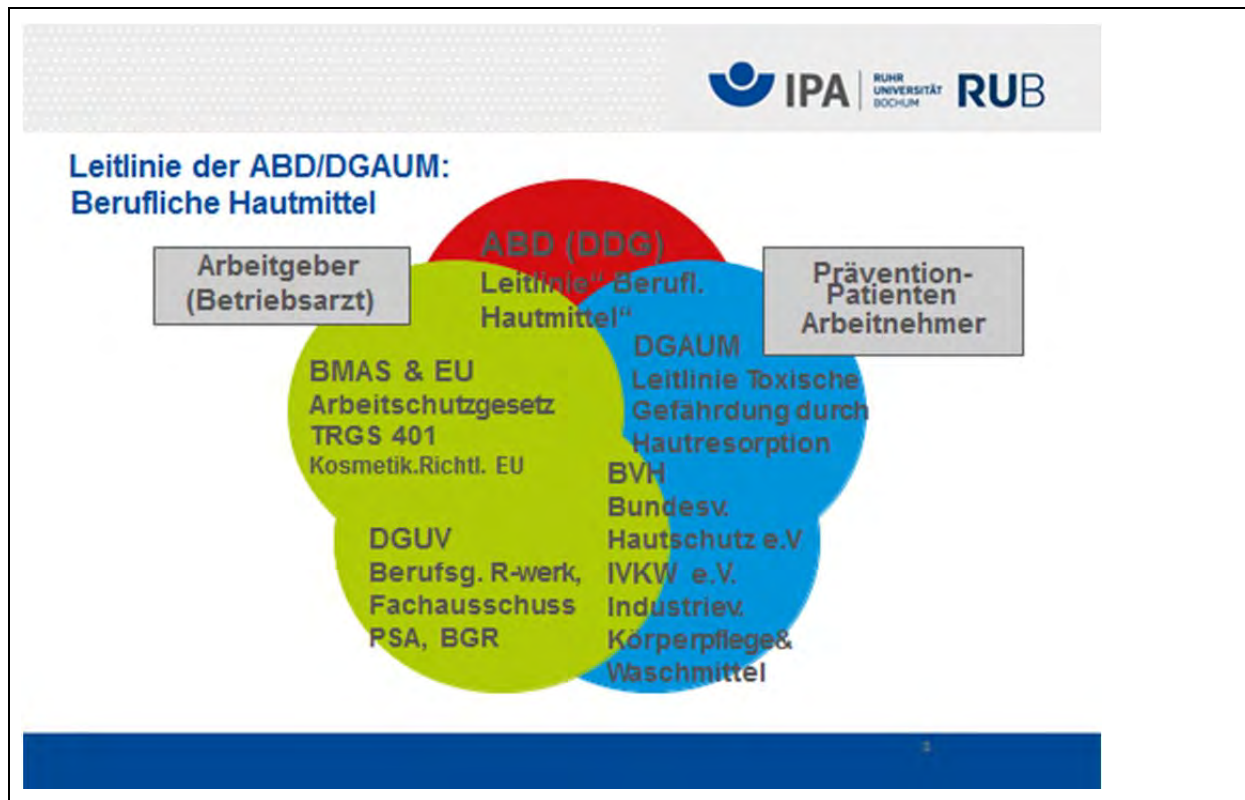 IPA
RUHR
UNIVERSITÄT
BOCHUM
RUB
Leitlinie der ABD/DGAUM:
Berufliche Hautmittel
Arbeitgeber
(Betriebsarzt)
ABD (DDG)
Leitlinie“ Berufl.
Hautmittel“
Prävention-
Patienten
Arbeitnehmer
BMAS & EU
Arbeitschutzgesetz
TRGS 401
Kosmetik.Richtl. EU
DGAUM
Leitlinie Toxische
Gefährdung durch
Hautresorption
DGUV
Berufsg. R-werk,
Fachausschuss
PSA, BGR
BVH
Bundesv.
Hautschutz e.V
IVKW e.V.
Industriev.
Körperpflege&
Waschmittel